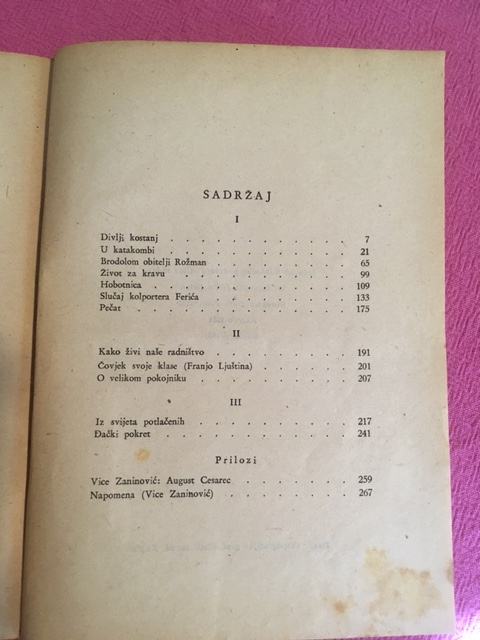 SADRŽAJ
I
Divlji kostanj . . . . . . . . . . . . 7
U katakombi . . . . . . . . . . . . 21
Brodolom obitelji Rožman . . . . . . . . . 65
Život za kravu . . . . . . . . . . . . 99
Hobotnica . . . . . . . . . . . . . 109
Slučaj kolportera Ferića . . . . . . . . . 133
Pečat . . . . . . . . . . . . . . 175
II
Kako živi naše radništvo . . . . . . . . . 191
Čovjek svoje klase (Franjo Ljuština) . . . . . . 201
O velikom pokojniku . . . . . . . . . . 207
III
Iz svijeta potlačenih . . . . . . . . . . 217
Đački pokret . . . . . . . . . . . . 241
Prilozi
Vice Zaninović: August Cesarec . . . . . . . 259
Napomena (Vice Zaninović) . . . . . . . . 267